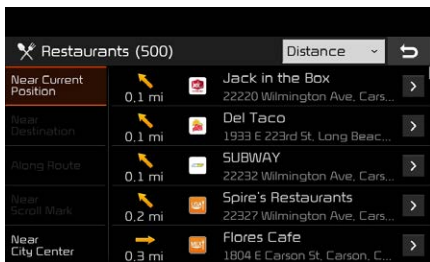 Restaurants (500)
Distance
Near Current
Position
Near
Destination
Along Route
Near
Scroll Mark
Near
City Center
0.1 mi
Jack in the Box
22220 Wilmington Ave, Cars...
0.1 mi
Del Taco
1933 E 223rd St, Long Beac...
0.1 mi
SUBWAY
22232 Wilmington Ave, Cars...
0.2 mi
Spire's Restaurants
22327 Wilmington Ave, Cars...
0.3 mi
Flores Cafe
1804 E Carson St, Carson, C...